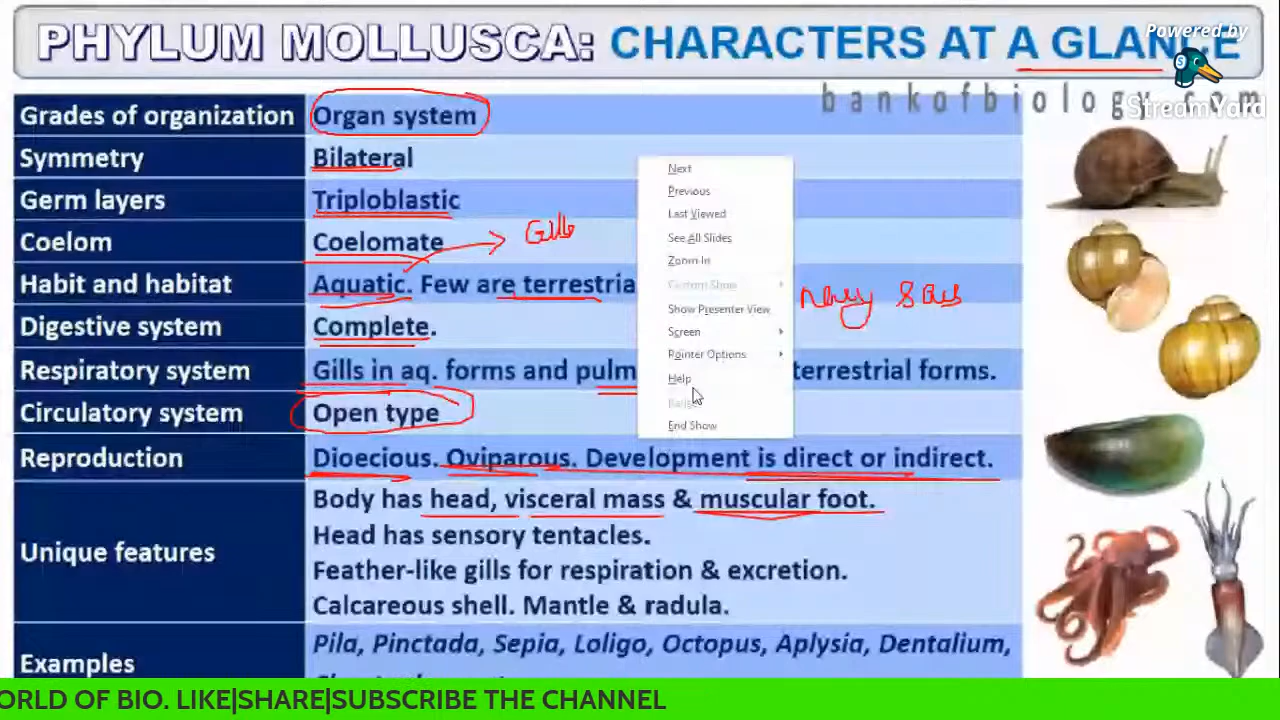 PHYLUM MOLLUSCA: CHARACTERS AT A GLANCE
Powered by
StreamYard
bankofbiology.com
Grades of organization Organ system
Symmetry Bilateral
Germ layers Triploblastic
Coelom Coelomate
Gills
Habit and habitat Aquatic. Few are terrestria
Digestive system Complete.
Respiratory system Gills in aq. forms and pulm terrestrial forms.
Circulatory system Open type
Reproduction Dioecious. Oviparous. Development is direct or indirect.
Unique features
Body has head, visceral mass & muscular foot.
Head has sensory tentacles.
Feather-like gills for respiration & excretion.
Calcareous shell. Mantle & radula.
Examples
Pila, Pinctada, Sepia, Loligo, Octopus, Aplysia, Dentalium,
Next
Previous
Last Viewed
See All Slides
Zoom In
Custom Show
Show Presenter View
Screen
Pointer Options
Help
End Show
ORLD OF BIO. LIKE|SHARE|SUBSCRIBE THE CHANNEL